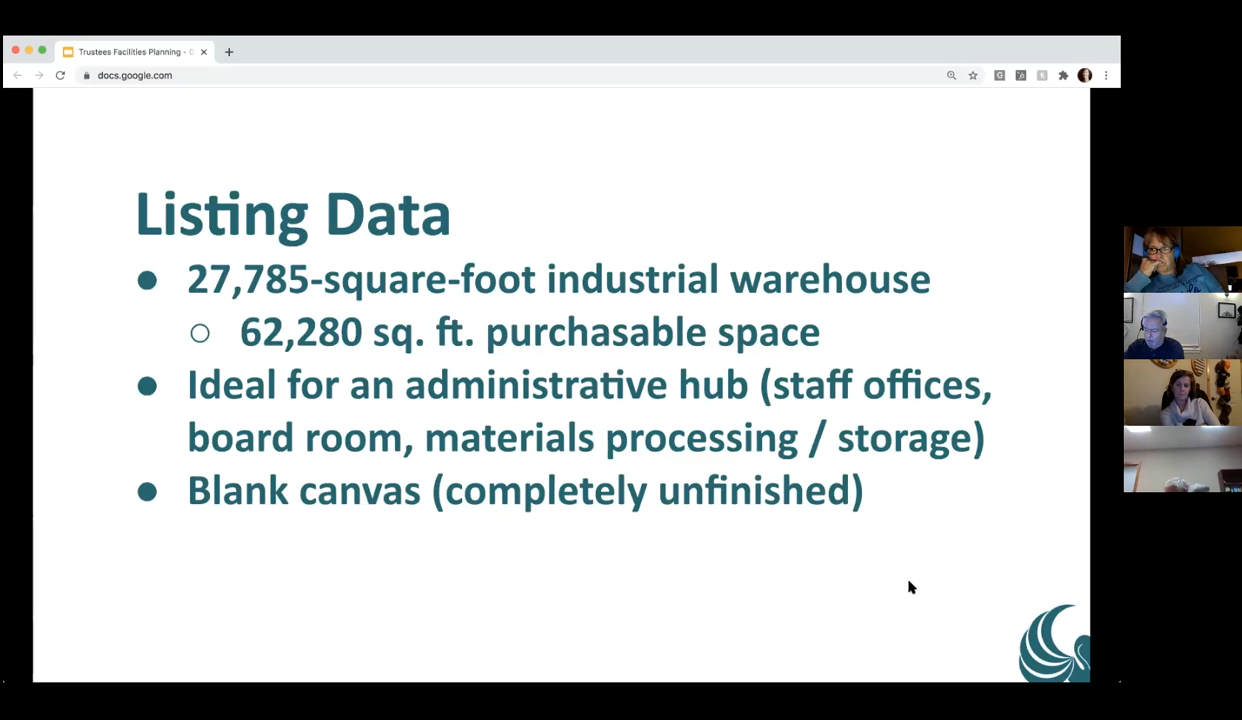 Trustees Facilities Planning -
docs.google.com
Listing Data
● 27,785-square-foot industrial warehouse
○ 62,280 sq. ft. purchasable space
● Ideal for an administrative hub (staff offices,
board room, materials processing / storage)
● Blank canvas (completely unfinished)